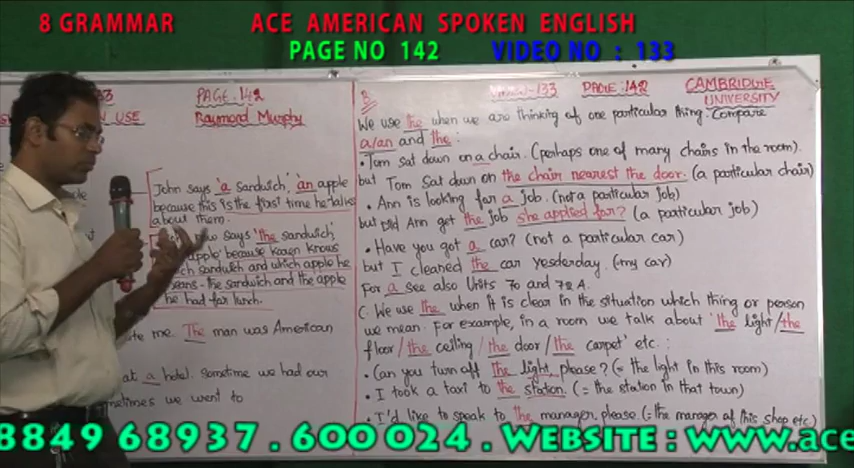 8 GRAMMAR ACE AMERICAN SPOKEN ENGLISH
PAGE NO 142 VIDEO NO : 133
33 PAGE: 142
N USE Raymond Murphy
John says 'a sandwich', 'an apple
because this is the first time he talks
about them.
says 'the sandwich',
apple' because Karen knows
which sandwich and which apple he
means - the sandwich and the apple
he had for lunch.
me. The man was American
at a hotel. Sometime we had our
times we went to
133 PAGE: 142 CAMBRIDGE
UNIVERSITY
B
We use the when we are thinking of one particular thing. Compare
a/an and the:
• Tom sat down on a chair. (perhaps one of many chairs in the room).
but Tom Sat down on the chair nearest the door. (a particular chair)
• Ann is looking for a job. (not a particular job)
but Did Ann get the job she applied for? (a particular job)
• Have you got a car? (not a particular car)
but I cleaned the car yesderday. (=my car)
For a see also Units 70 and 72 A.
C. We use the when it is clear in the situation which thing or person
we mean. For example, in a room we talk about 'the light/the
floor/the ceiling/the door/the carpet' etc.:
• Can you turn off the light, please? (= the light in this room)
• I took a taxi to the station. (= the station in that town)
• I'd like to speak to the manager, please. (= the manager of this shop, etc)
8849 68937 . 600 024 . WEBSITE : www.ace